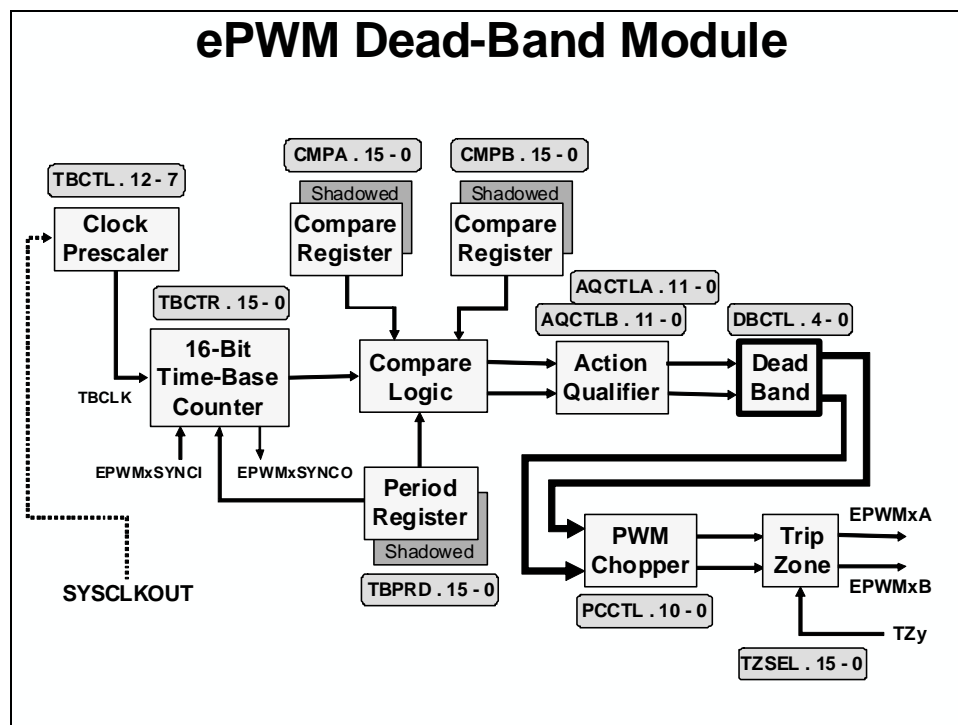 ePWM Dead-Band Module
CMPA . 15 - 0
CMPB . 15 - 0
TBCTL . 12 - 7
Shadowed
Shadowed
Clock
Prescaler
Compare
Register
Compare
Register
AQCTLA . 11 - 0
TBCTR . 15 - 0
AQCTLB . 11 - 0
DBCTL . 4 - 0
16-Bit
Time-Base
Counter
Compare
Logic
Action
Qualifier
Dead
Band
TBCLK
EPWMxSYNCI
EPWMxSYNCO
Period
Register
Shadowed
TBPRD . 15 - 0
SYSCLKOUT
PWM
Chopper
PCCTL . 10 - 0
Trip
Zone
EPWMxA
EPWMxB
TZy
TZSEL . 15 - 0